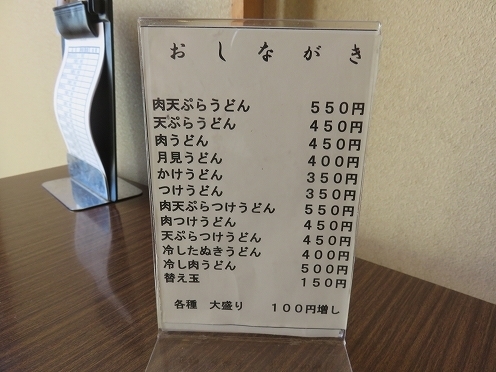 おしながき
肉天ぷらうどん 550円
天ぷらうどん 450円
肉うどん 450円
月見うどん 400円
かけうどん 350円
つけうどん 350円
肉天ぷらつけうどん 550円
肉つけうどん 450円
天ぷらつけうどん 450円
冷したぬきうどん 400円
冷し肉うどん 500円
替え玉 150円
各種 大盛り 100円増し